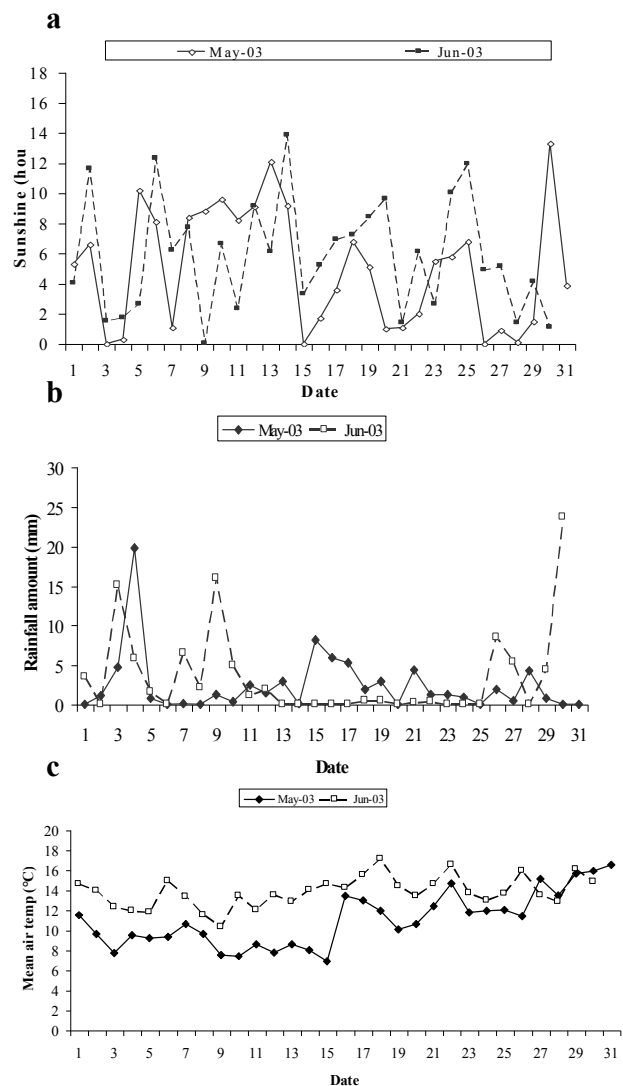 a
May-03 Jun-03
18
16
14
12
10
8
6
4
2
0
Sunshine (hou
1 3 5 7 9 11 13 15 17 19 21 23 25 27 29 31
Date
b
May-03 Jun-03
30
25
20
15
10
5
0
Rainfall amount (mm)
1 3 5 7 9 11 13 15 17 19 21 23 25 27 29 31
Date
c
May-03 Jun-03
20
18
16
14
12
10
8
6
4
2
0
Mean air temp (°C)
1 3 5 7 9 11 13 15 17 19 21 23 25 27 29 31
Date